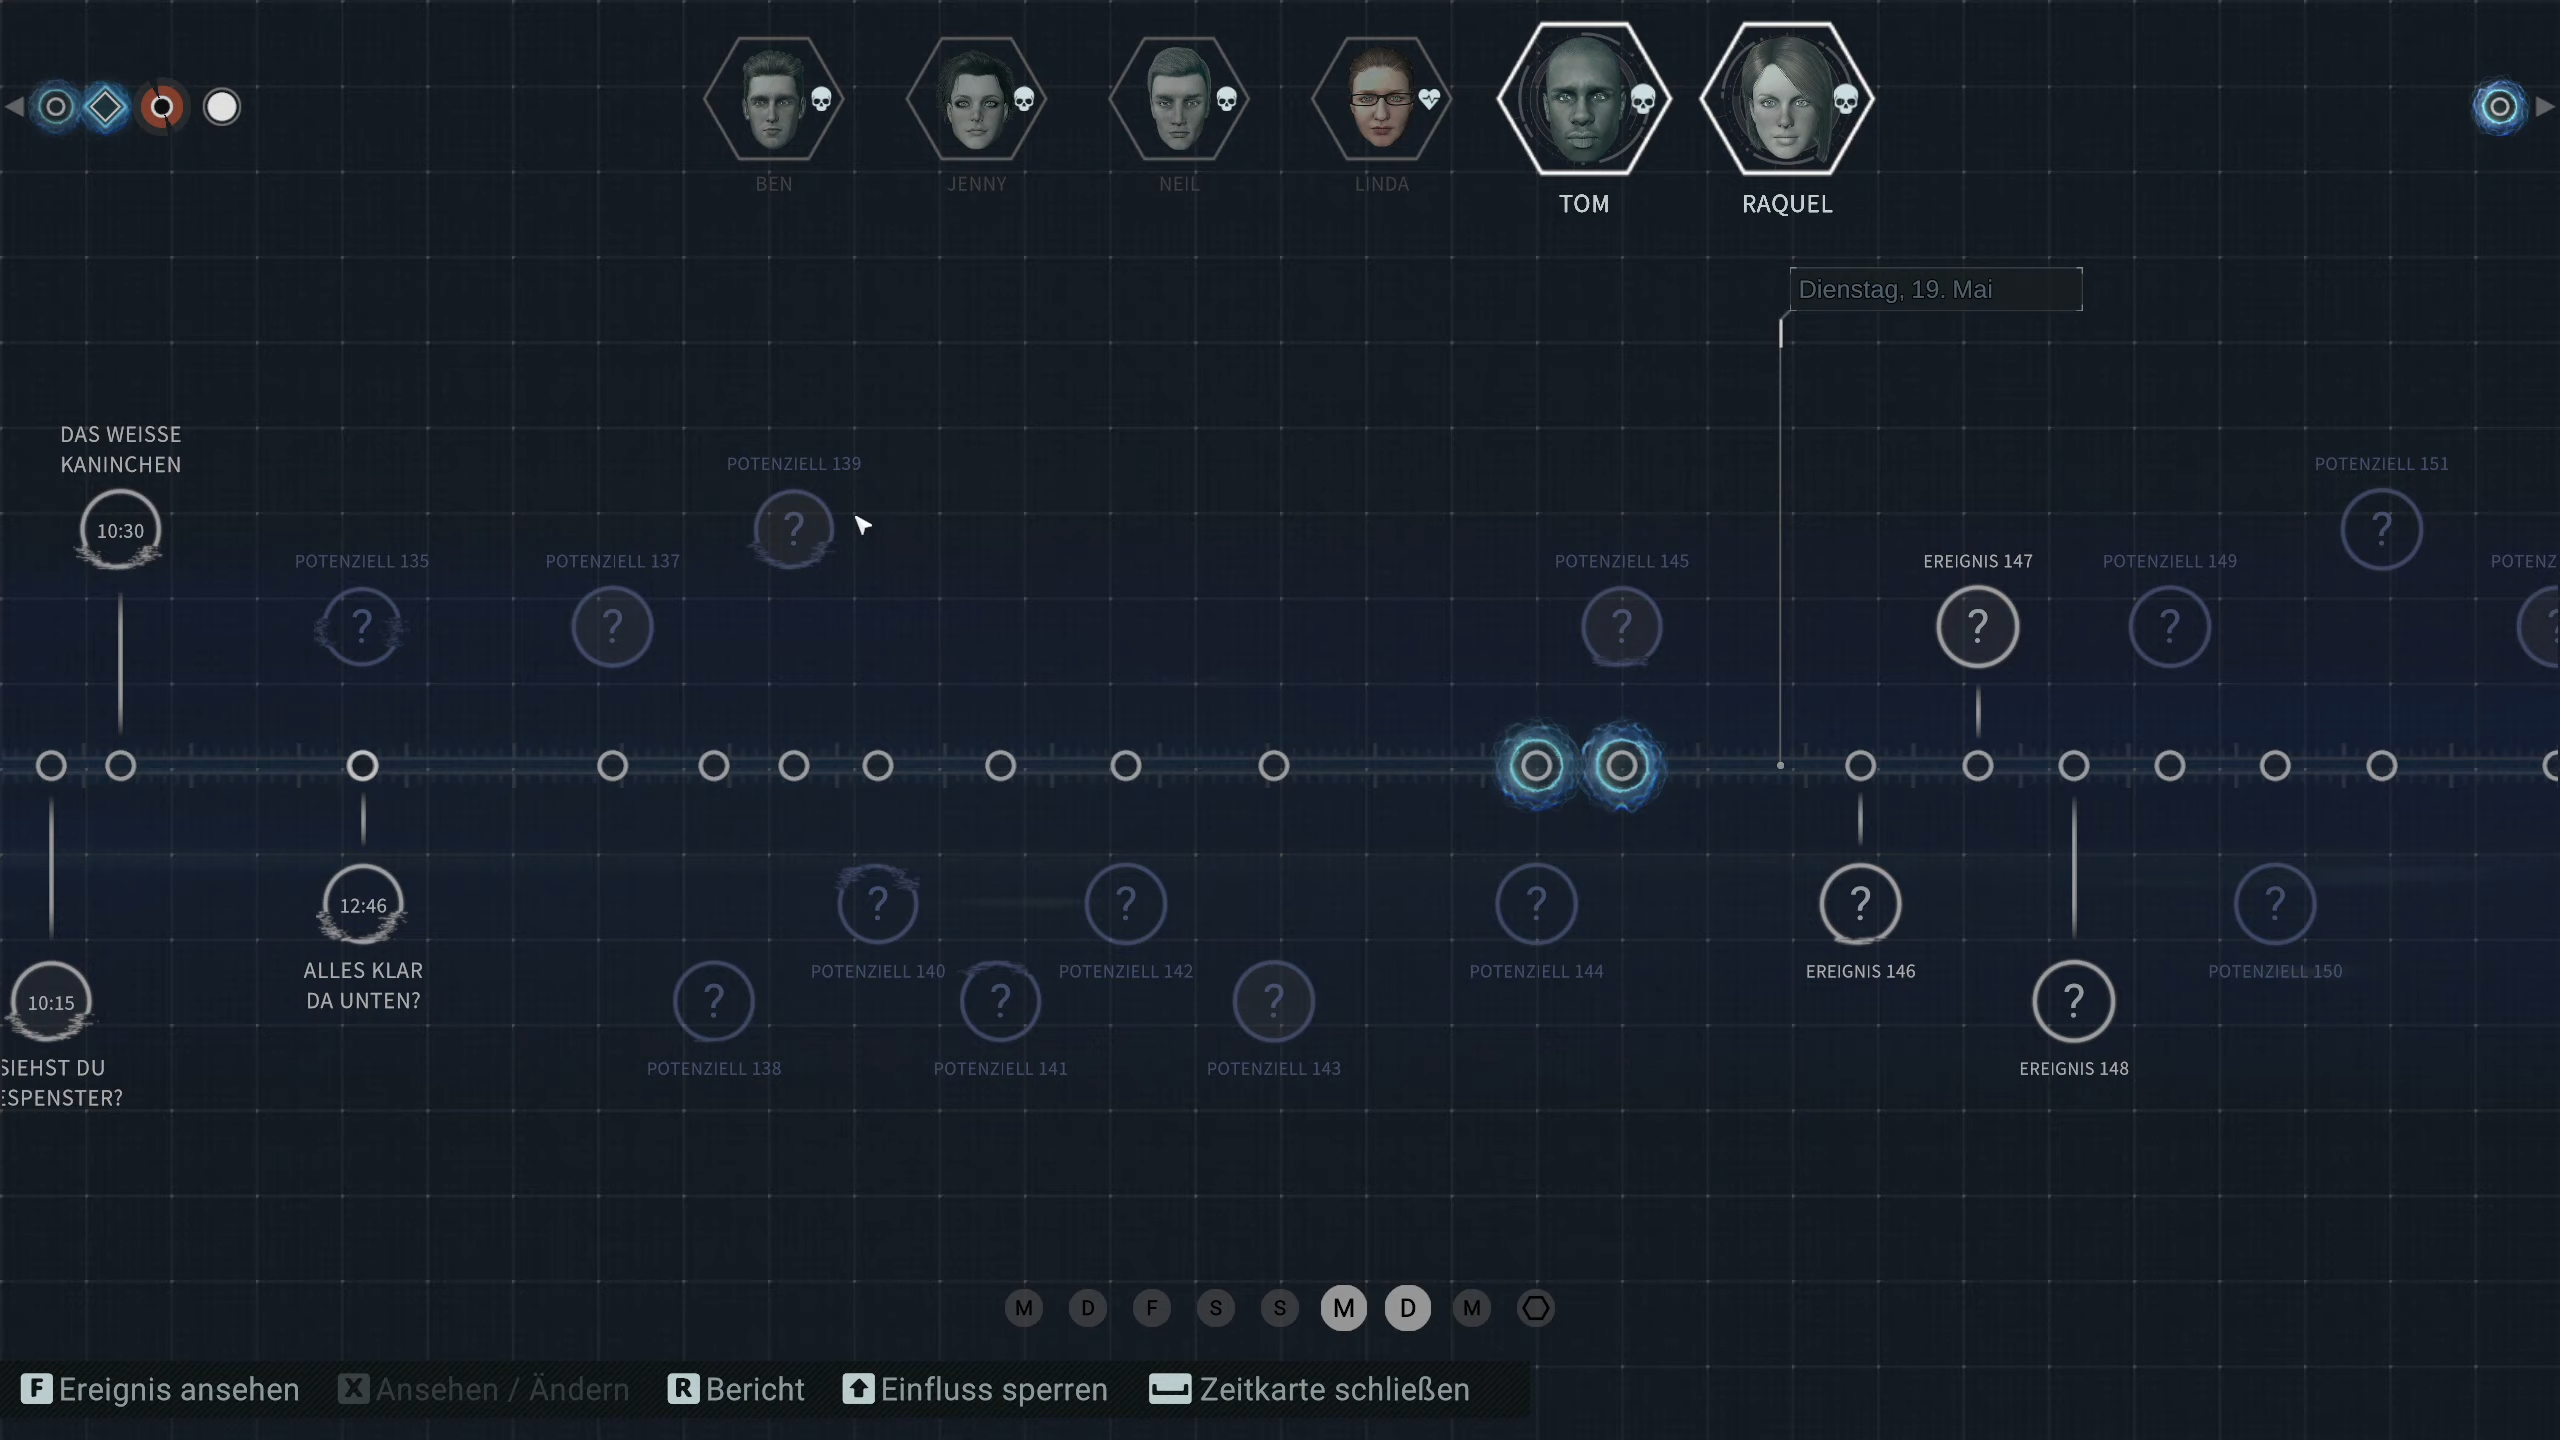 BEN
JENNY
NEIL
LINDA
TOM
RAQUEL
Dienstag, 19. Mai
DAS WEISSE
KANINCHEN
10:30
POTENZIELL 135
?
POTENZIELL 137
?
POTENZIELL 139
?
POTENZIELL 145
?
EREIGNIS 147
?
POTENZIELL 149
?
POTENZIELL 151
?
POTENZ
?
10:15
SIEHST DU
ESPENSTER?
12:46
ALLES KLAR
DA UNTEN?
?
POTENZIELL 138
?
POTENZIELL 140
?
POTENZIELL 141
?
POTENZIELL 142
?
POTENZIELL 143
?
POTENZIELL 144
?
EREIGNIS 146
?
EREIGNIS 148
?
POTENZIELL 150
M D F S S M D M
F Ereignis ansehen X Ansehen / Ändern R Bericht Einfluss sperren Zeitkarte schließen